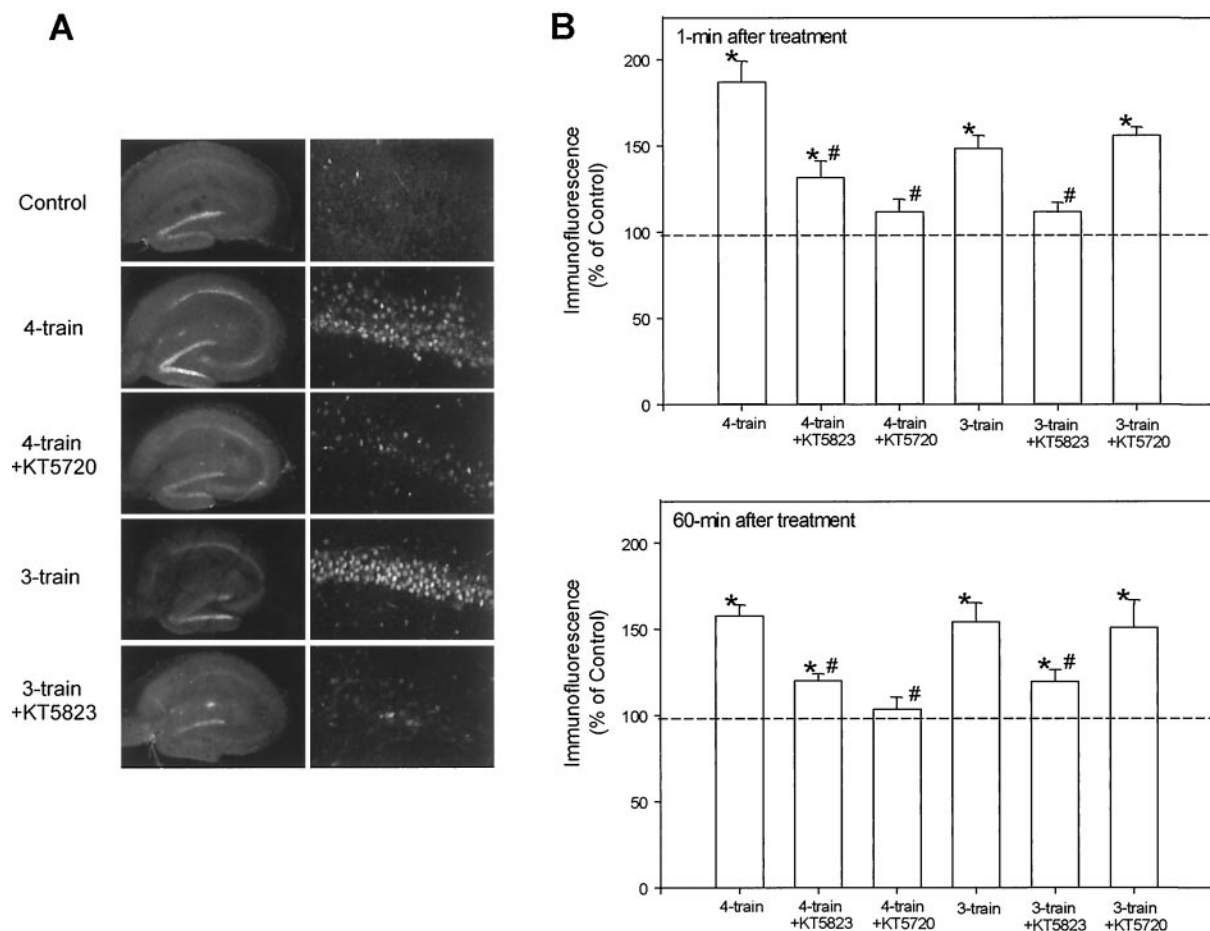 A
Control
4-train
4-train
+KT5720
3-train
3-train
+KT5823
B
1-min after treatment
Immunofluorescence
(% of Control)
200
150
100
50
0
*
*#
#
*
#
*
4-train
4-train
+KT5823
4-train
+KT5720
3-train
3-train
+KT5823
3-train
+KT5720
60-min after treatment
Immunofluorescence
(% of Control)
200
150
100
50
0
*
*#
#
*
*#
*
4-train
4-train
+KT5823
4-train
+KT5720
3-train
3-train
+KT5823
3-train
+KT5720